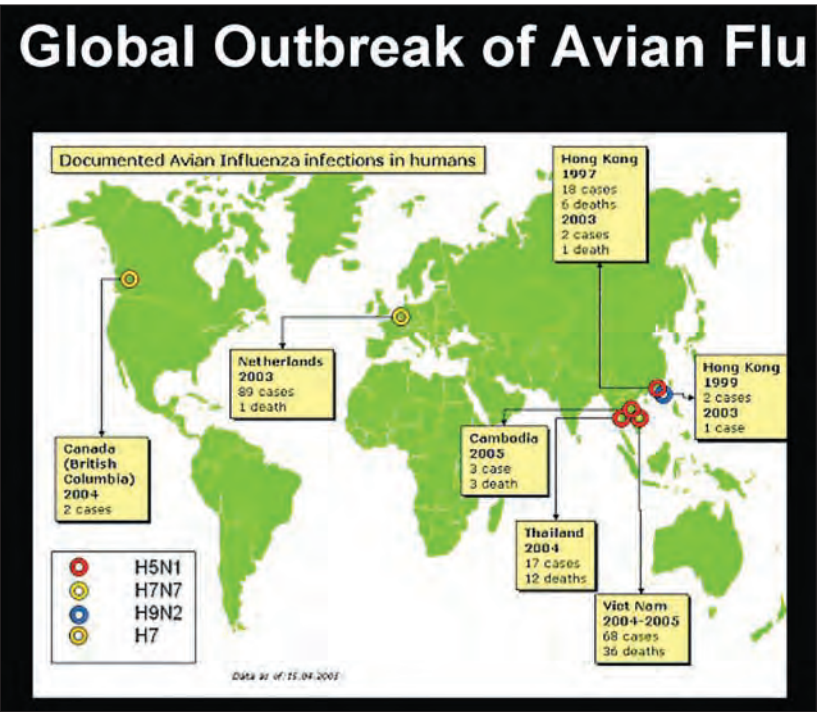 Global Outbreak of Avian Flu
Documented Avian Influenza infections in humans
Hong Kong
1997
18 cases
6 deaths
2003
2 cases
1 death
Netherlands
2003
89 cases
1 death
Hong Kong
1999
2 cases
2003
1 case
Canada
(British
Columbia)
2004
2 cases
Cambodia
2005
3 case
3 death
Thailand
2004
17 cases
12 deaths
Viet Nam
2004-2005
68 cases
36 deaths
H5N1
H7N7
H9N2
H7
Data as of: